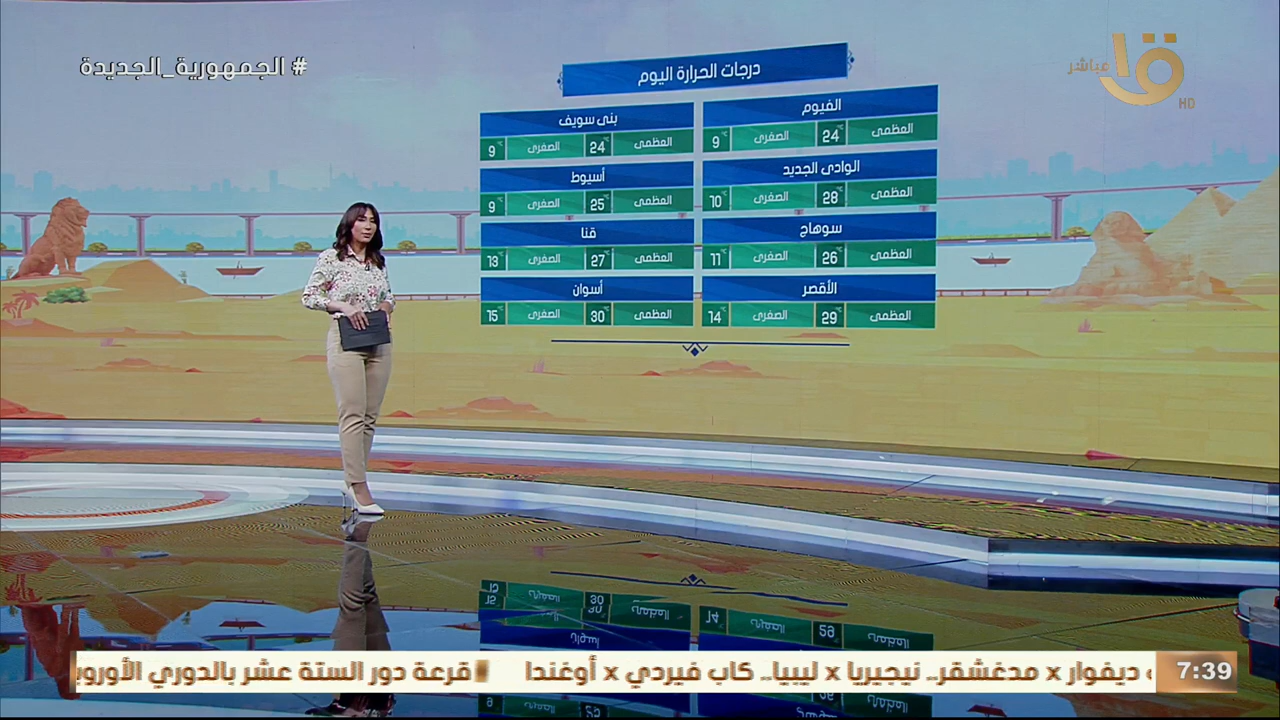 # الجمهورية_الجديدة
مباشر
HD
درجات الحرارة اليوم
الفيوم
العظمى 24 الصغرى 9
بنى سويف
العظمى 24 الصغرى 9
الوادى الجديد
العظمى 28 الصغرى 10
أسيوط
العظمى 25 الصغرى 9
سوهاج
العظمى 26 الصغرى 11
قنا
العظمى 27 الصغرى 13
الأقصر
العظمى 29 الصغرى 14
أسوان
العظمى 30 الصغرى 15
7:39
ديفوار x مدغشقر.. نيجيريا x ليبيا.. كاب فيردي x أوغندا
قرعة دور الستة عشر بالدوري